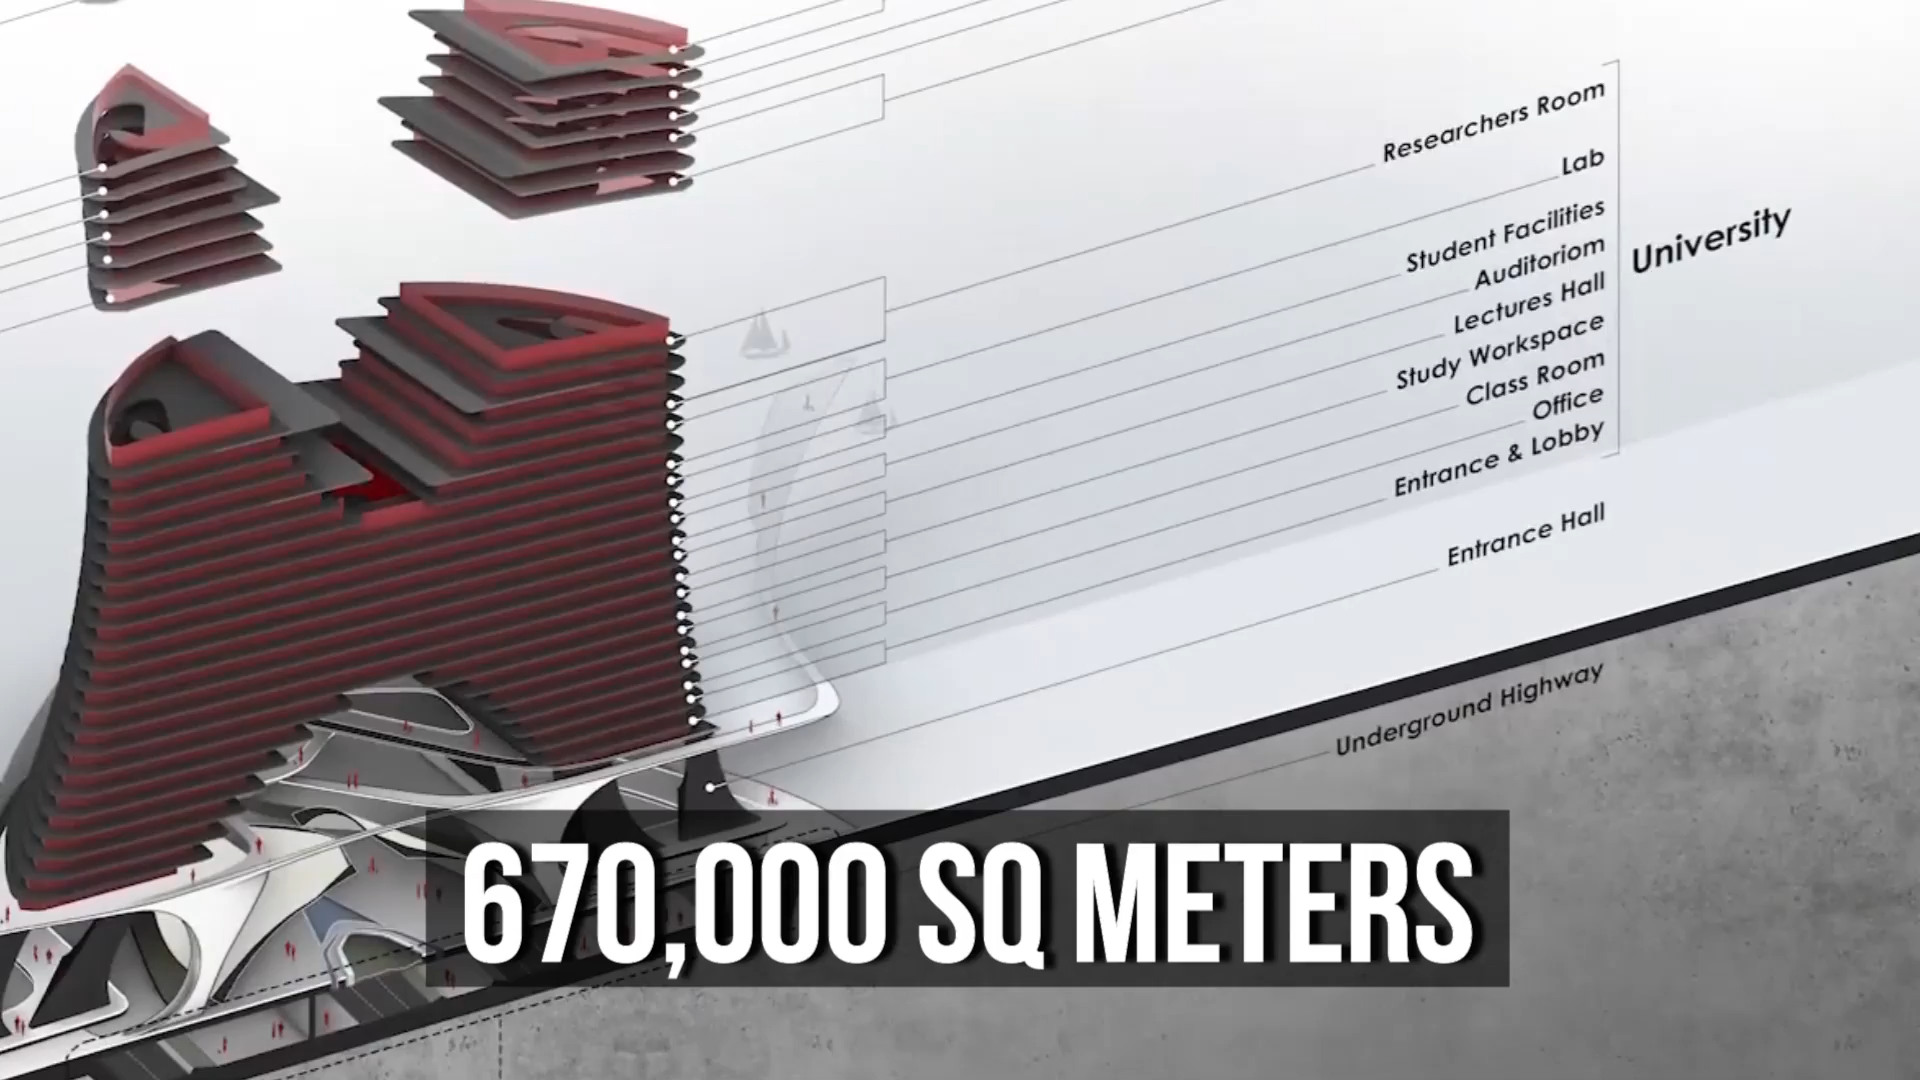 Researchers Room
Lab
Student Facilities
Auditoriom
Lectures Hall
Study Workspace
Class Room
Office
Entrance & Lobby
University
Entrance Hall
Underground Highway
670,000 SQ METERS